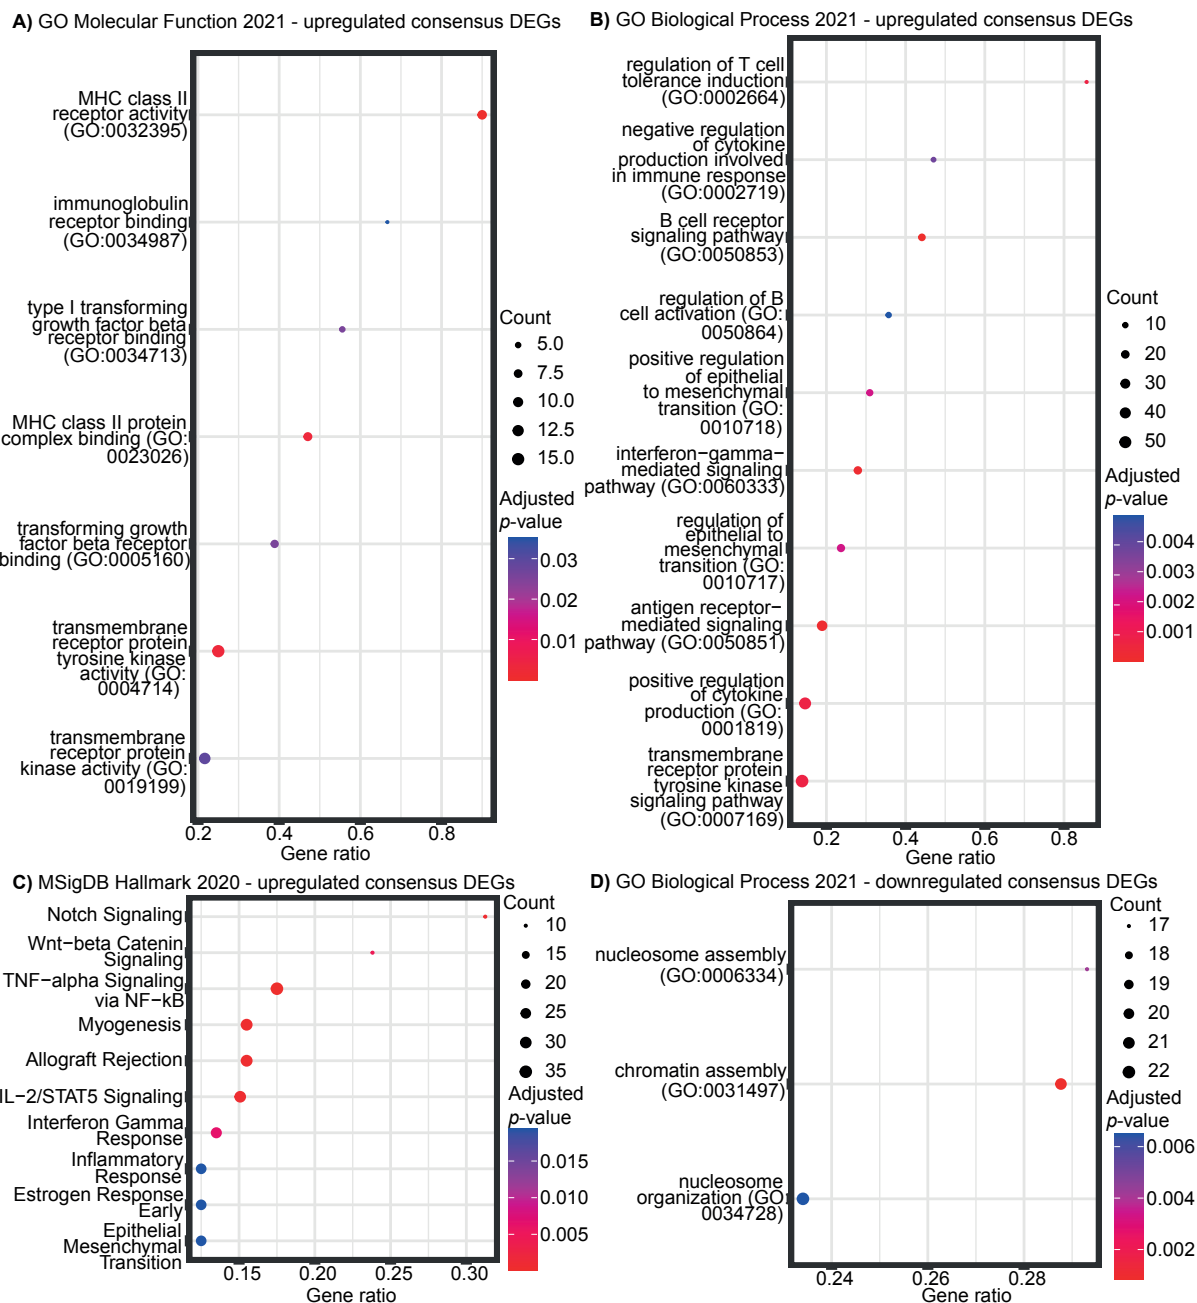 A) GO Molecular Function 2021 - upregulated consensus DEGs
MHC class II
receptor activity
(GO:0032395)
immunoglobulin
receptor binding
(GO:0034987)
type I transforming
growth factor beta
receptor binding
(GO:0034713)
MHC class II protein
complex binding (GO:
0023026)
transforming growth
factor beta receptor
binding (GO:0005160)
transmembrane
receptor protein
tyrosine kinase
activity (GO:
0004714)
transmembrane
receptor protein
kinase activity (GO:
0019199)
0.2 0.4 0.6 0.8
Gene ratio
Count
5.0
7.5
10.0
12.5
15.0
Adjusted
p-value
0.03
0.02
0.01
B) GO Biological Process 2021 - upregulated consensus DEGs
regulation of T cell
tolerance induction
(GO:0002664)
negative regulation
of cytokine
production involved
in immune response
(GO:0002719)
B cell receptor
signaling pathway
(GO:0050853)
regulation of B
cell activation (GO:
0050864)
positive regulation
of epithelial
to mesenchymal
transition (GO:
0010718)
interferon−gamma−
mediated signaling
pathway (GO:0060333)
regulation of
epithelial to
mesenchymal
transition (GO:
0010717)
antigen receptor−
mediated signaling
pathway (GO:0050851)
positive regulation
of cytokine
production (GO:
0001819)
transmembrane
receptor protein
tyrosine kinase
signaling pathway
(GO:0007169)
0.2 0.4 0.6 0.8
Gene ratio
Count
10
20
30
40
50
Adjusted
p-value
0.004
0.003
0.002
0.001
C) MSigDB Hallmark 2020 - upregulated consensus DEGs
Notch Signaling
Wnt−beta Catenin
Signaling
TNF−alpha Signaling
via NF−kB
Myogenesis
Allograft Rejection
IL−2/STAT5 Signaling
Interferon Gamma
Response
Inflammatory
Response
Estrogen Response
Early
Epithelial
Mesenchymal
Transition
0.15 0.20 0.25 0.30
Gene ratio
Count
10
15
20
25
30
35
Adjusted
p-value
0.015
0.010
0.005
D) GO Biological Process 2021 - downregulated consensus DEGs
nucleosome assembly
(GO:0006334)
chromatin assembly
(GO:0031497)
nucleosome
organization (GO:
0034728)
0.24 0.26 0.28
Gene ratio
Count
17
18
19
20
21
22
Adjusted
p-value
0.006
0.004
0.002